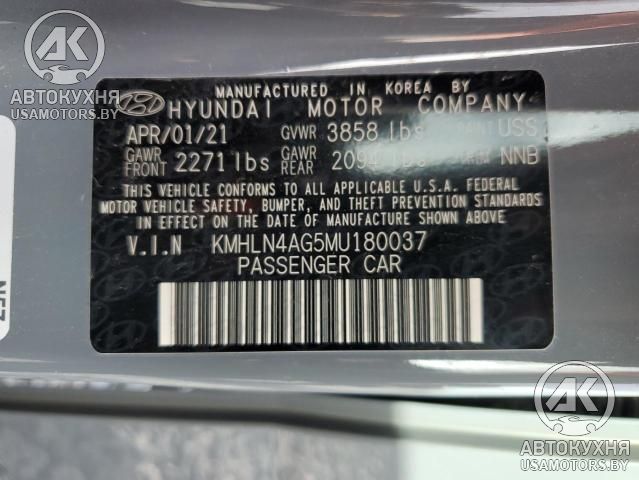 АВТОКУХНЯ
USAMOTORS.BY
MANUFACTURED IN KOREA BY
HYUNDAI MOTOR COMPANY
APR/01/21 GVWR 3858 lbs PAINT USS
GAWR FRONT 2271 lbs GAWR REAR 2094 lbs TRIM NNB
THIS VEHICLE CONFORMS TO ALL APPLICABLE U.S.A. FEDERAL
MOTOR VEHICLE SAFETY, BUMPER, AND THEFT PREVENTION STANDARDS
IN EFFECT ON THE DATE OF MANUFACTURE SHOWN ABOVE
V.I.N KMHLN4AG5MU180037
PASSENGER CAR
АВТОКУХНЯ
USAMOTORS.BY